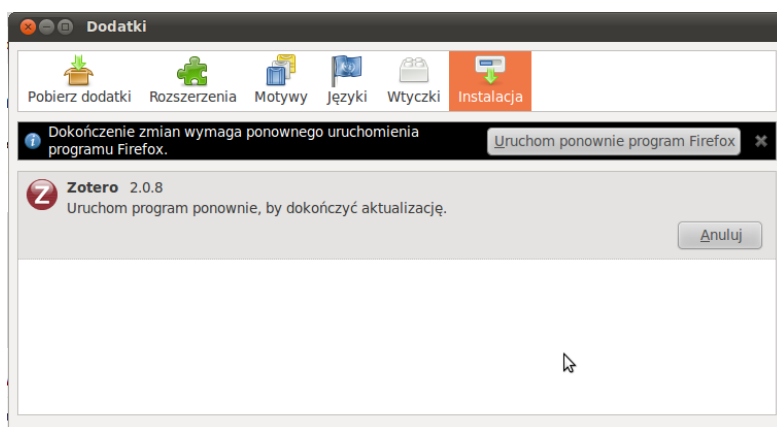 Dodatki
Pobierz dodatki Rozszerzenia Motywy Języki Wtyczki Instalacja
Dokończenie zmian wymaga ponownego uruchomienia
programu Firefox.
Uruchom ponownie program Firefox
Zotero 2.0.8
Uruchom program ponownie, by dokończyć aktualizację.
Anuluj